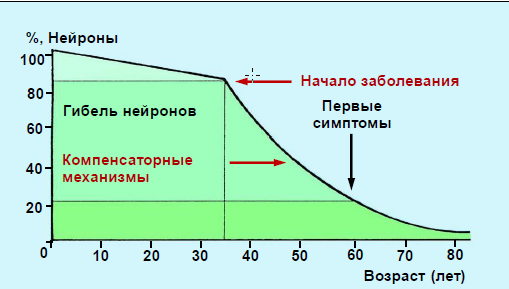 %, Нейроны
100
80
60
40
20
0
Начало заболевания
Первые
симптомы
Гибель нейронов
Компенсаторные
механизмы
10 20 30 40 50 60 70 80
Возраст (лет)